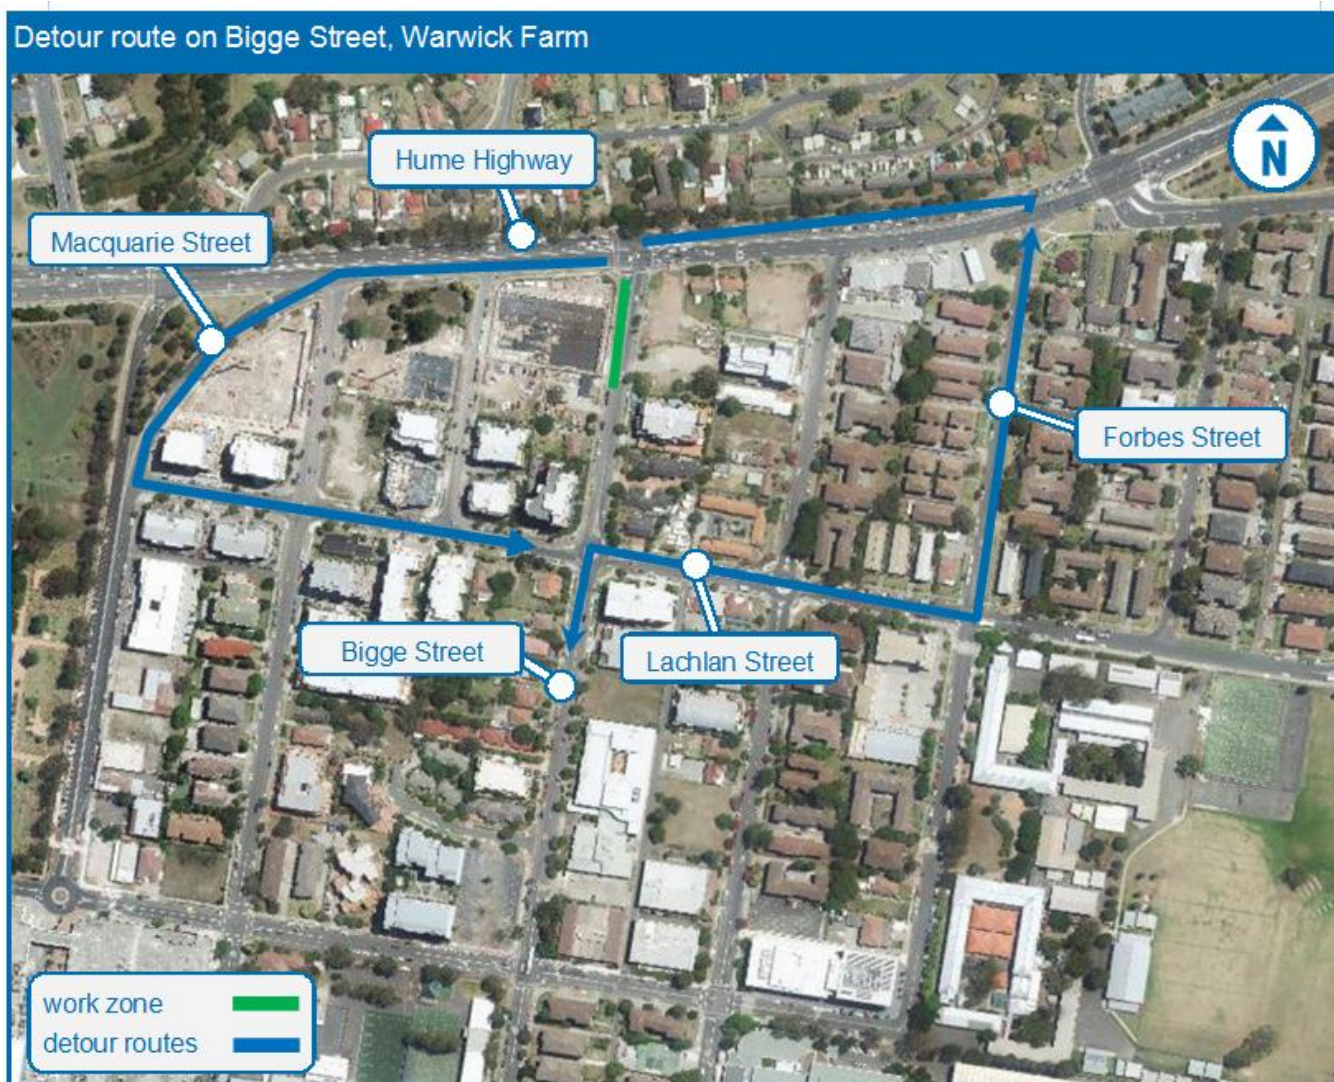 Detour route on Bigge Street, Warwick Farm
N
Hume Highway
Macquarie Street
Forbes Street
Bigge Street
Lachlan Street
work zone
detour routes